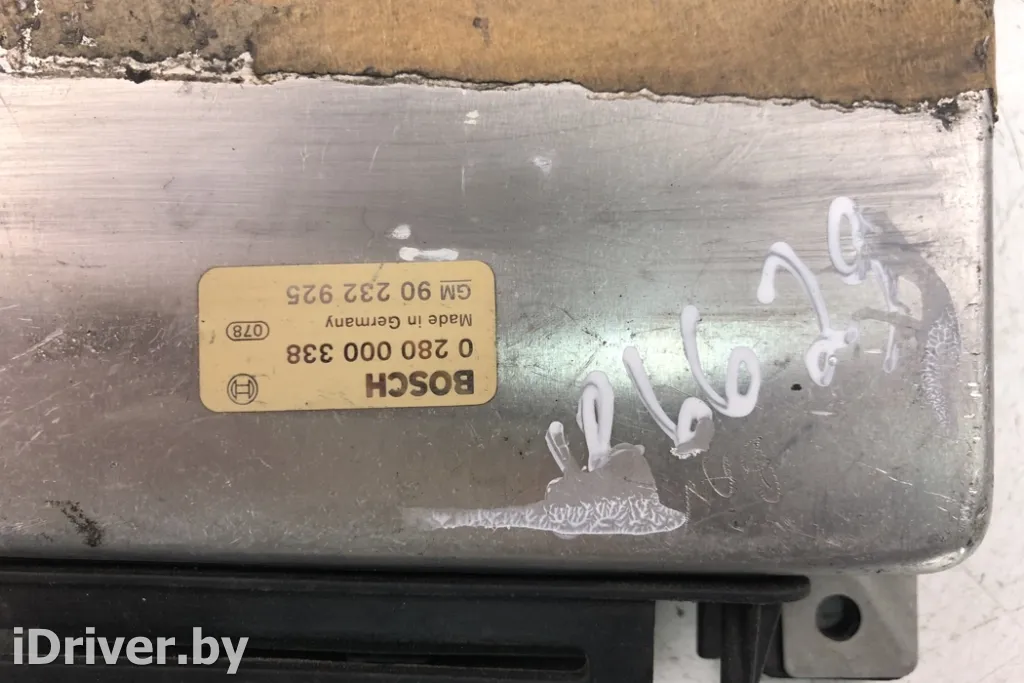 BOSCH
0 280 000 338
Made in Germany
078
GM 90 232 925
iDriver.by